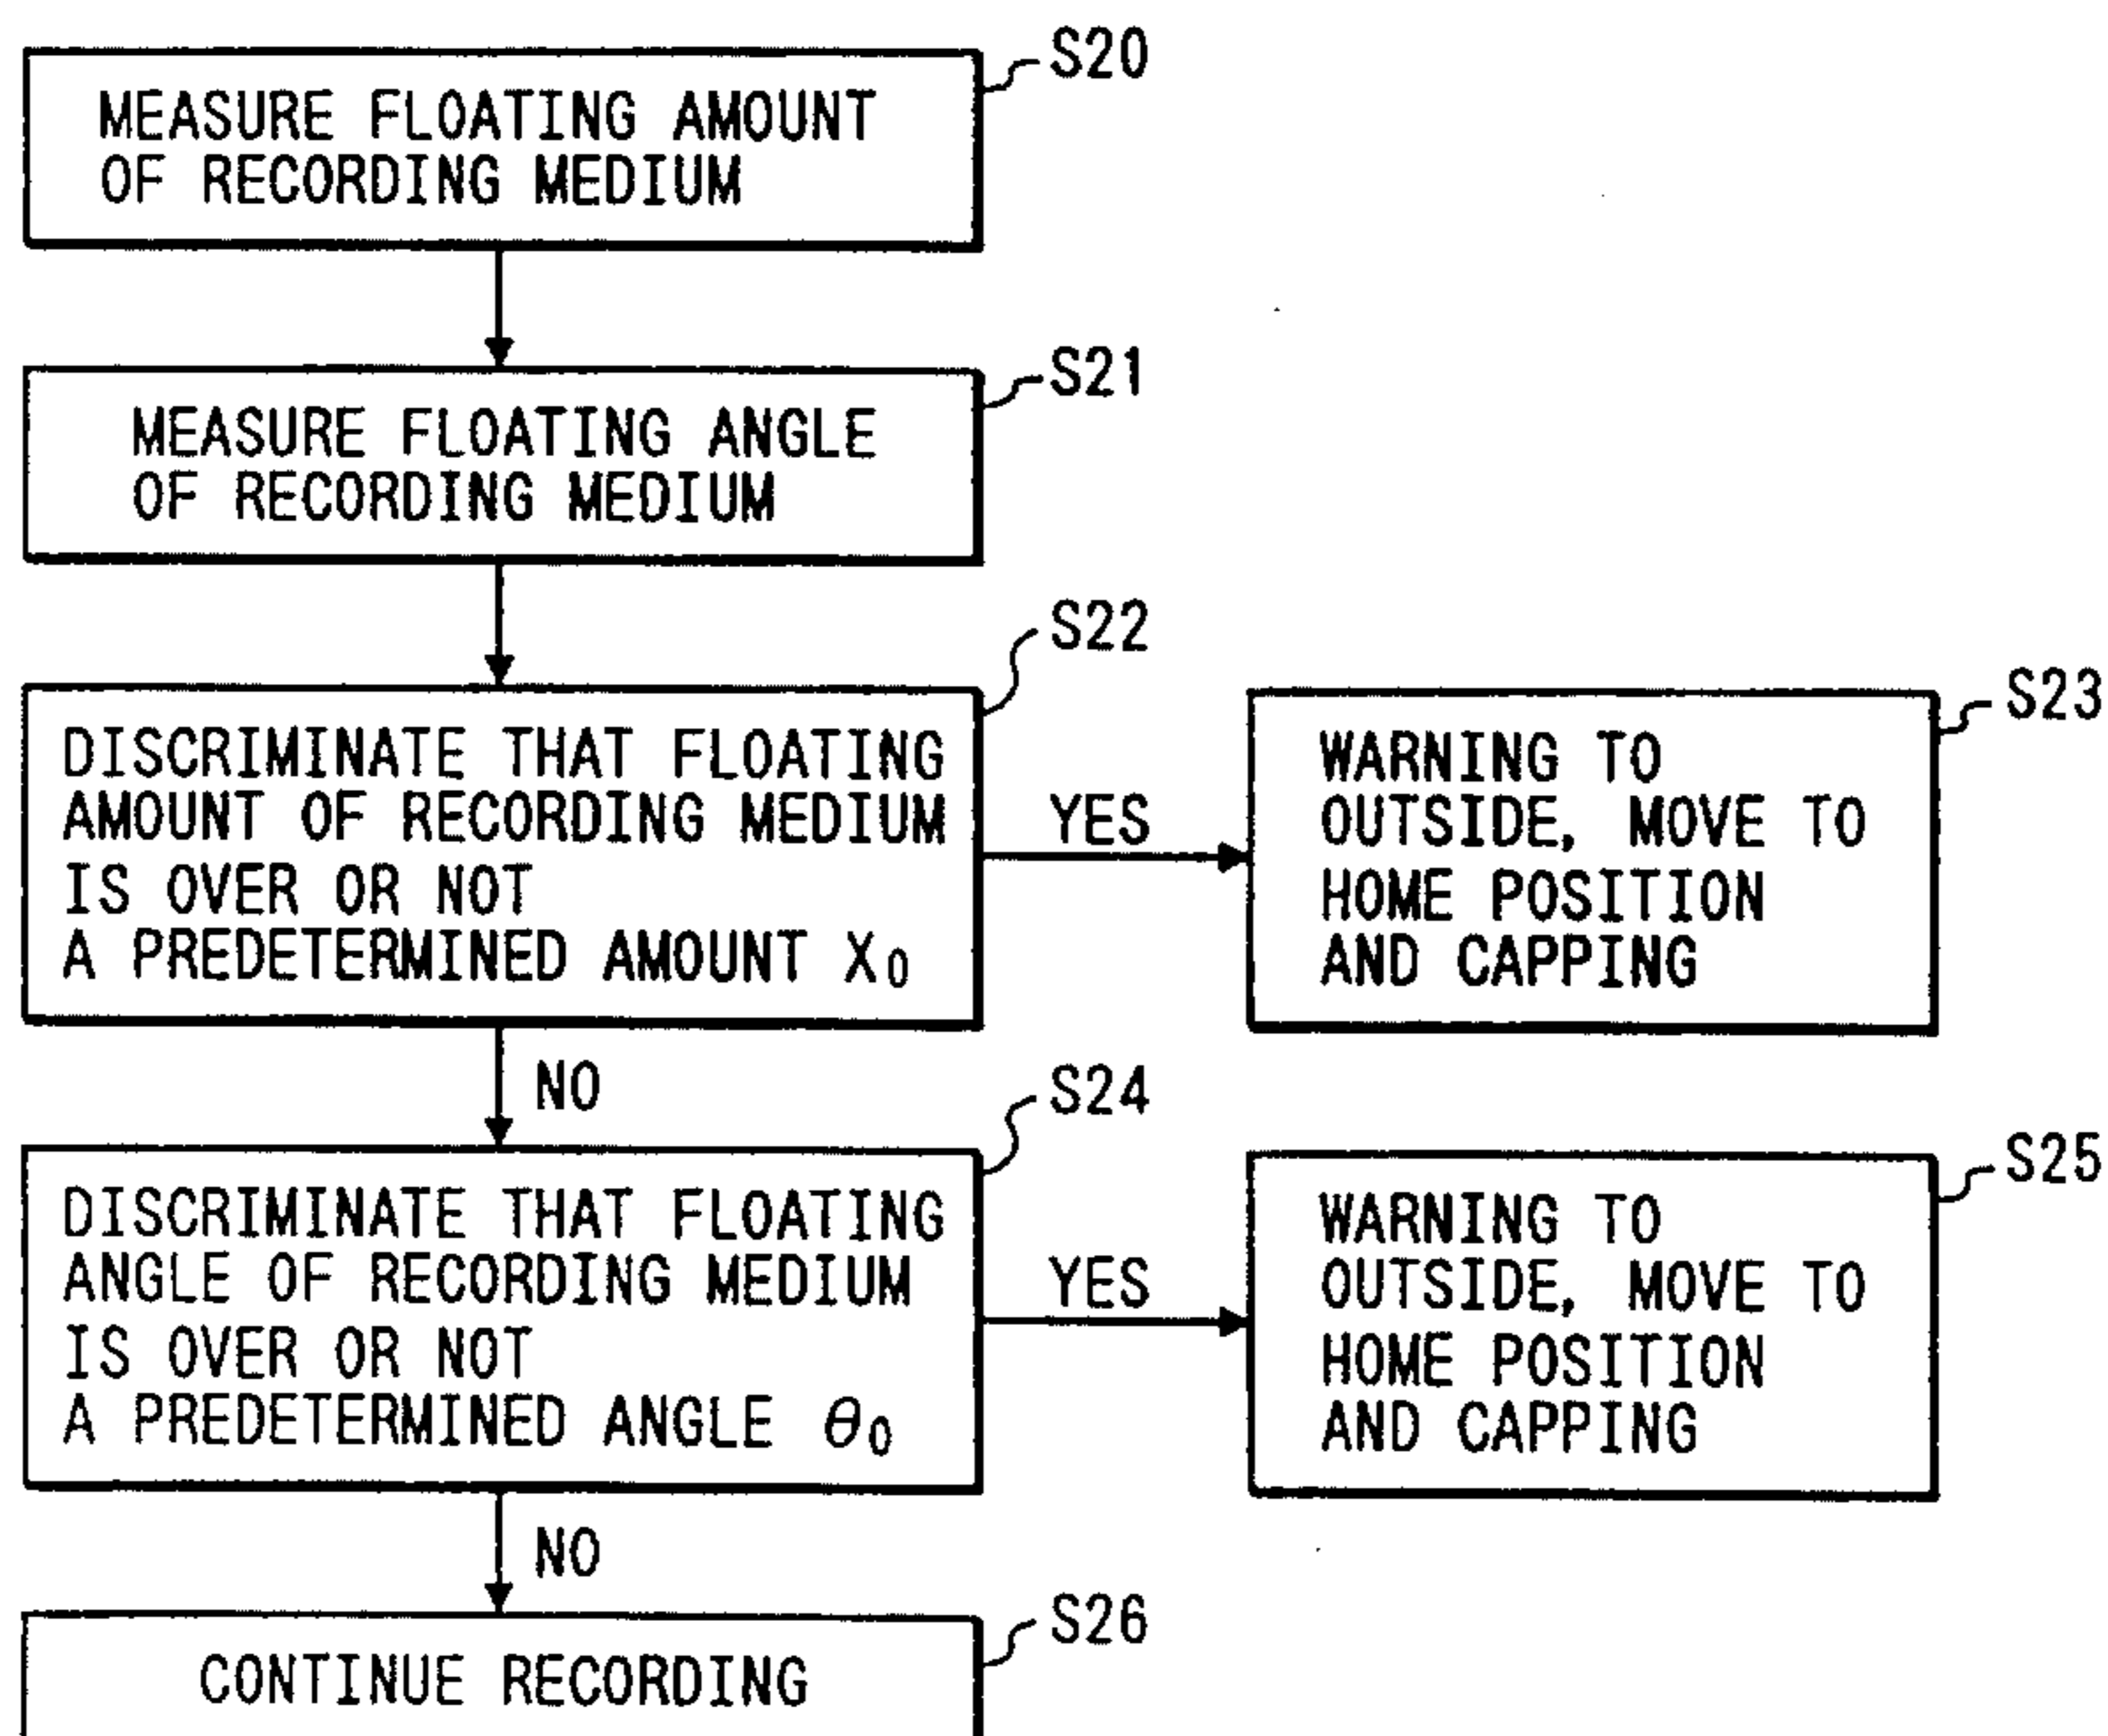 S20
MEASURE FLOATING AMOUNT
OF RECORDING MEDIUM
S21
MEASURE FLOATING ANGLE
OF RECORDING MEDIUM
S22
DISCRIMINATE THAT FLOATING
AMOUNT OF RECORDING MEDIUM
IS OVER OR NOT
A PREDETERMINED AMOUNT X₀
YES
S23
WARNING TO
OUTSIDE, MOVE TO
HOME POSITION
AND CAPPING
NO
S24
DISCRIMINATE THAT FLOATING
ANGLE OF RECORDING MEDIUM
IS OVER OR NOT
A PREDETERMINED ANGLE θ₀
YES
S25
WARNING TO
OUTSIDE, MOVE TO
HOME POSITION
AND CAPPING
NO
S26
CONTINUE RECORDING